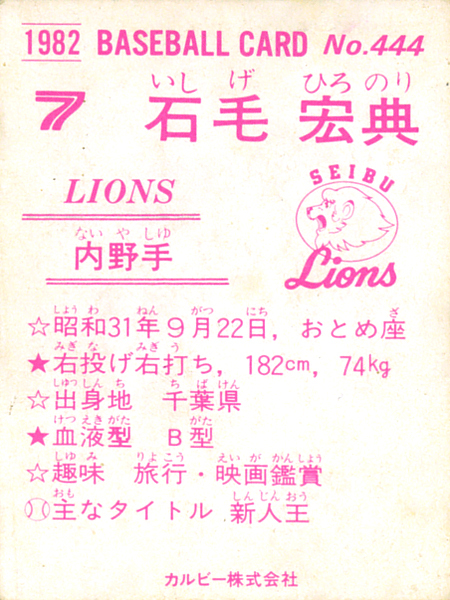 1982 BASEBALL CARD No.444
いしげ ひろのり
7 石毛 宏典
LIONS
SEIBU
Lions
ないやしゆ
内野手
しょうわ ねん がつ にち ざ
☆昭和31年9月22日，おとめ座
みぎな みぎう
★右投げ右打ち，182cm，74kg
しゆつしんち ちばけん
☆出身地 千葉県
けつえきがた がた
★血液型 B型
しゆみ りょこう えいがかんしょう
☆趣味 旅行・映画鑑賞
おも しんじんおう
主なタイトル 新人王
カルビー株式会社